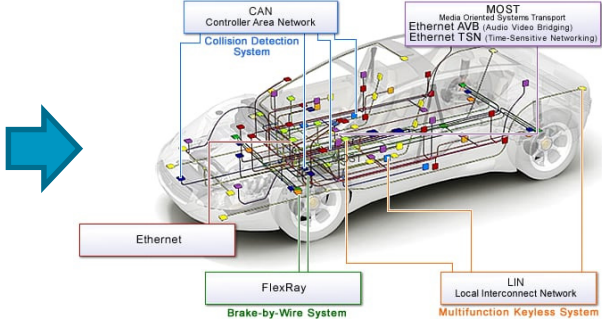 CAN
Controller Area Network
Collision Detection
System
MOST
Media Oriented Systems Transport
Ethernet AVB (Audio Video Bridging)
Ethernet TSN (Time-Sensitive Networking)
Ethernet
FlexRay
Brake-by-Wire System
LIN
Local Interconnect Network
Multifunction Keyless System